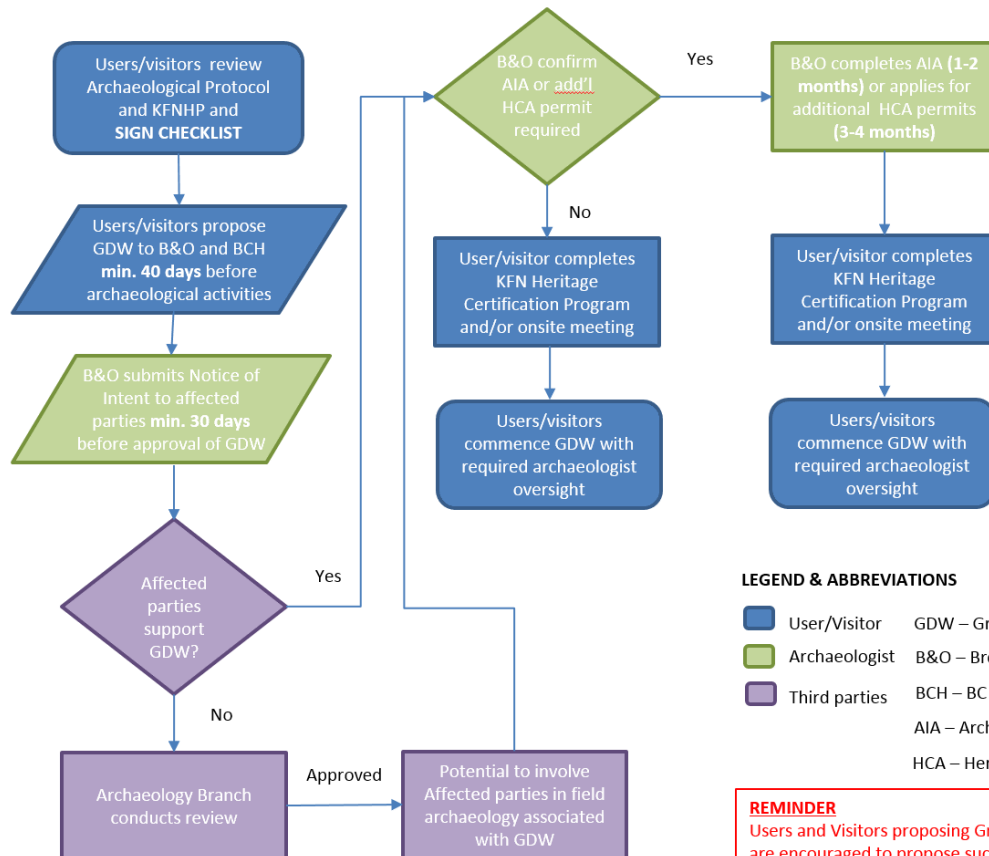 Users/visitors review
Archaeological Protocol
and KFNHP and
SIGN CHECKLIST
Users/visitors propose
GDW to B&O and BCH
min. 40 days before
archaeological activities
B&O submits Notice of
Intent to affected
parties min. 30 days
before approval of GDW
Affected
parties
support
GDW?
Yes
No
Archaeology Branch
conducts review
Approved
Potential to involve
Affected parties in field
archaeology associated
with GDW
B&O confirm
AIA or add'l
HCA permit
required
Yes
No
User/visitor completes
KFN Heritage
Certification Program
and/or onsite meeting
Users/visitors
commence GDW with
required archaeologist
oversight
B&O completes AIA (1-2
months) or applies for
additional HCA permits
(3-4 months)
User/visitor completes
KFN Heritage
Certification Program
and/or onsite meeting
Users/visitors
commence GDW with
required archaeologist
oversight
LEGEND & ABBREVIATIONS
User/Visitor
Archaeologist
Third parties
GDW – Gr
B&O – Bro
BCH – BC
AIA – Arch
HCA – Her
REMINDER
Users and Visitors proposing Gr
are encouraged to propose suc